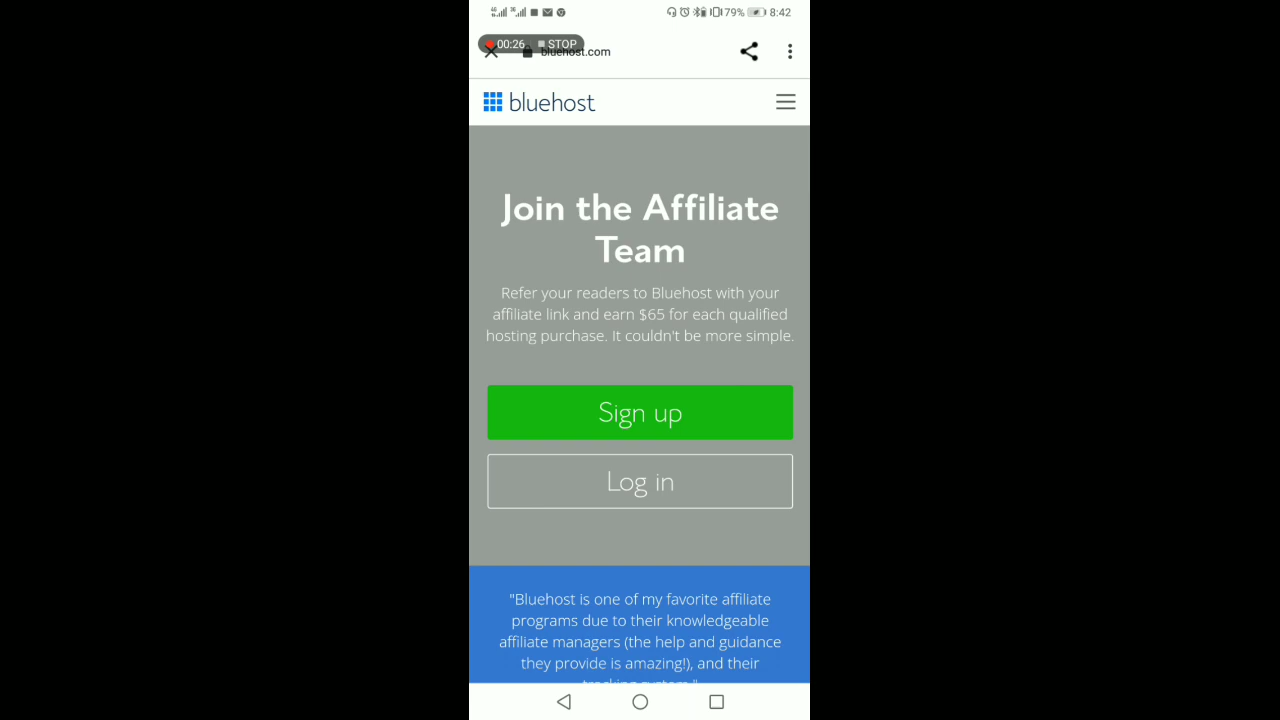 79% 8:42
00:26 STOP
bluehost.com
bluehost
Join the Affiliate
Team
Refer your readers to Bluehost with your
affiliate link and earn $65 for each qualified
hosting purchase. It couldn't be more simple.
Sign up
Log in
"Bluehost is one of my favorite affiliate
programs due to their knowledgeable
affiliate managers (the help and guidance
they provide is amazing!), and their
tracking system."